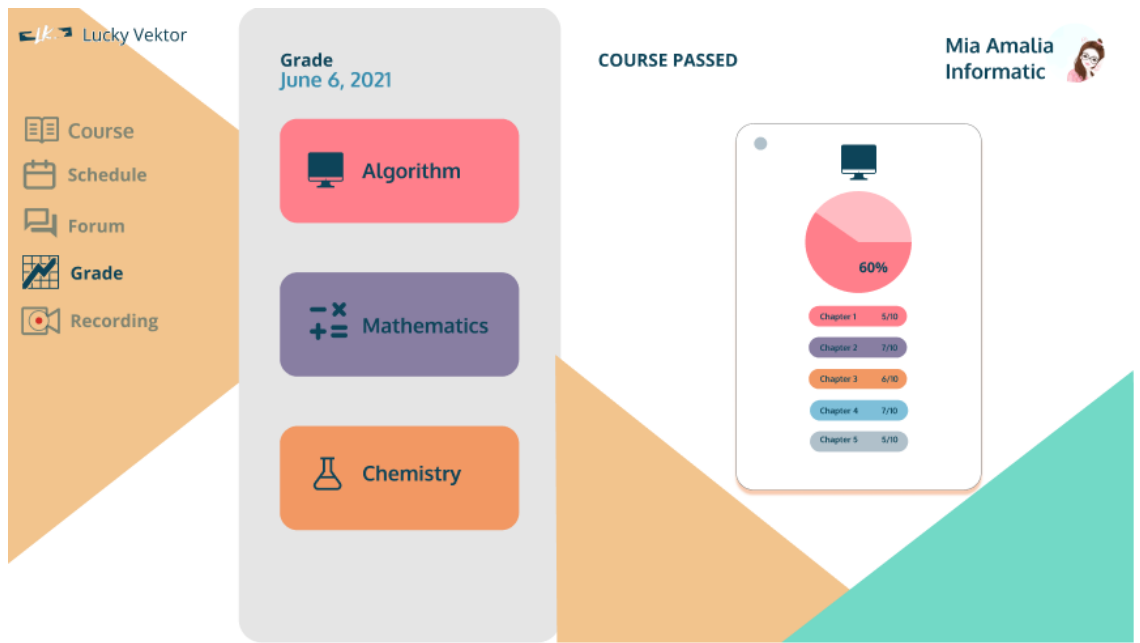 Lucky Vektor
Course
Schedule
Forum
Grade
Recording
Grade
June 6, 2021
Algorithm
Mathematics
Chemistry
COURSE PASSED
Mia Amalia
Informatic
60%
Chapter 1 5/10
Chapter 2 7/10
Chapter 3 6/10
Chapter 4 7/10
Chapter 5 5/10